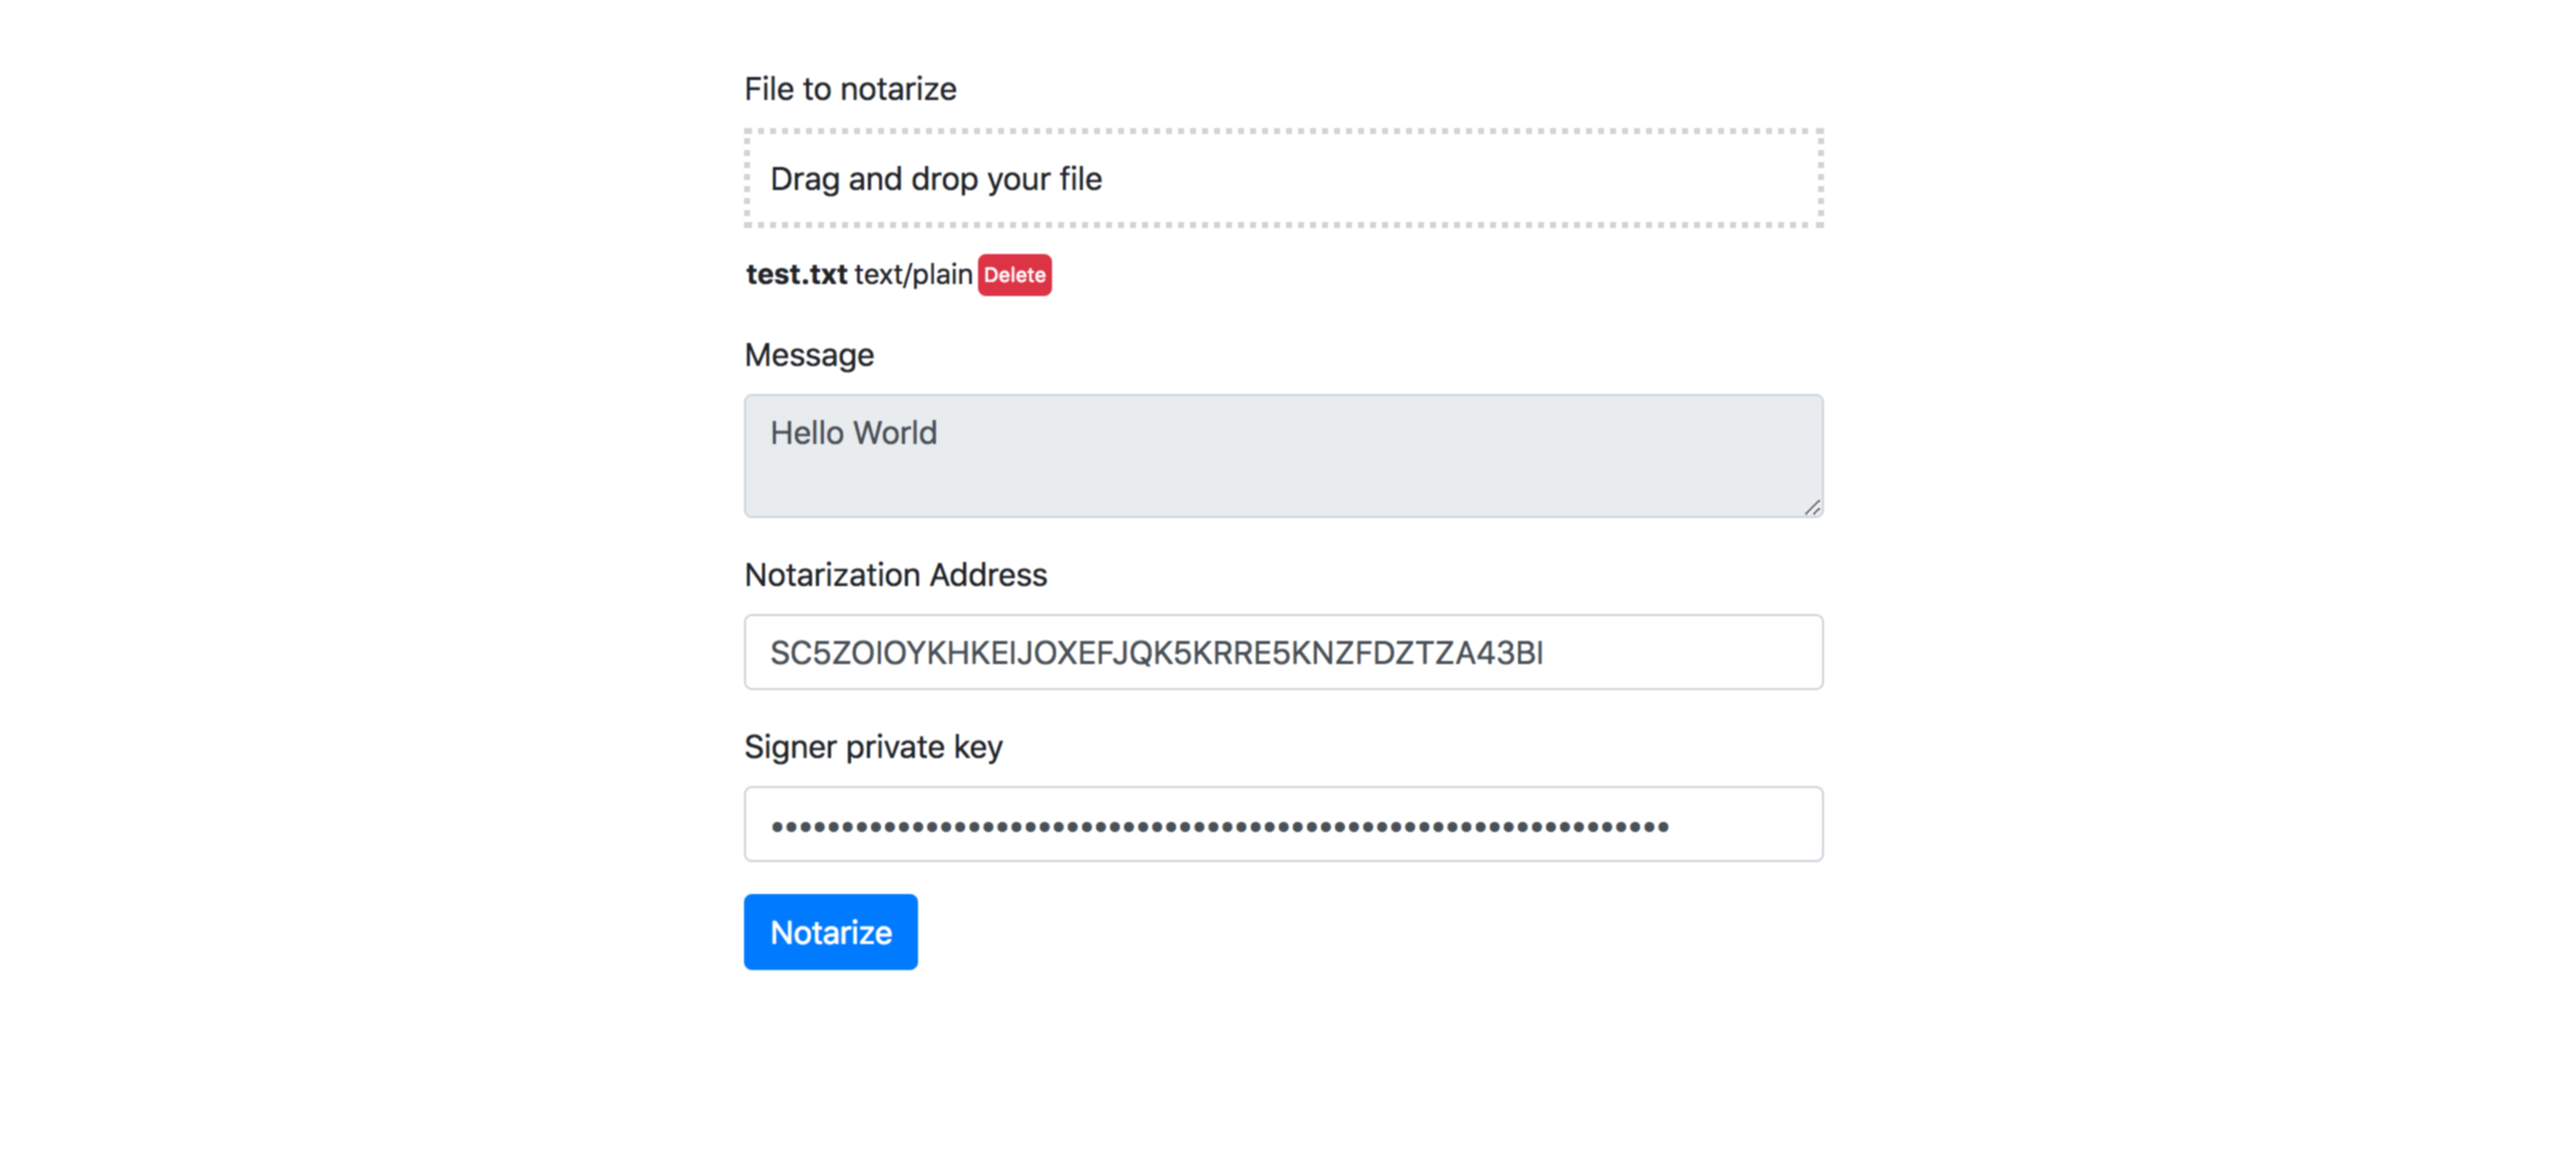 File to notarize
Drag and drop your file
test.txt text/plain Delete
Message
Hello World
Notarization Address
SC5ZOIOYKHKEIJOXEFJQK5KRRE5KNZFDZTZA43BI
Signer private key
••••••••••••••••••••••••••••••••••••••••••••••••••••••••••••••••
Notarize